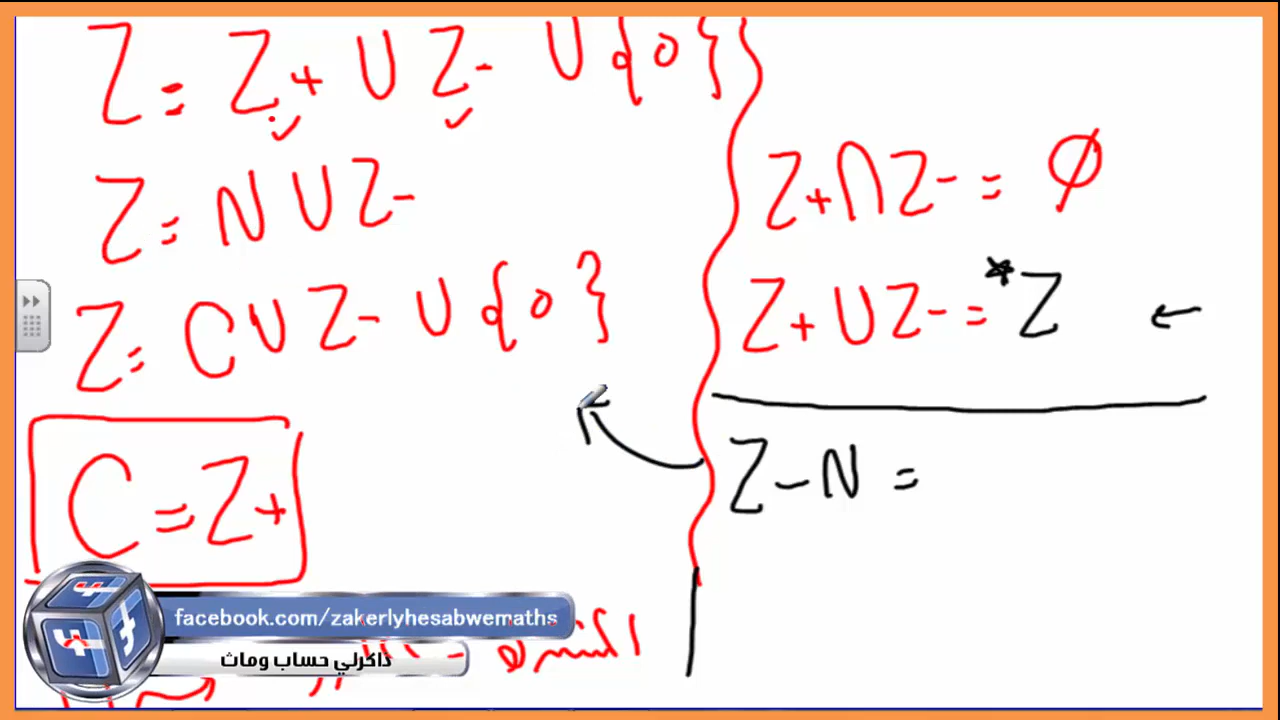 Z = Z+ U Z- U {0}
Z = N U Z-
Z = C U Z- U {0}
C = Z+
Z+ ∩ Z- = Ø
Z+ U Z- = *Z ←
Z - N =
facebook.com/zakerlyhesabwemaths
ذاكرلي حساب وماث